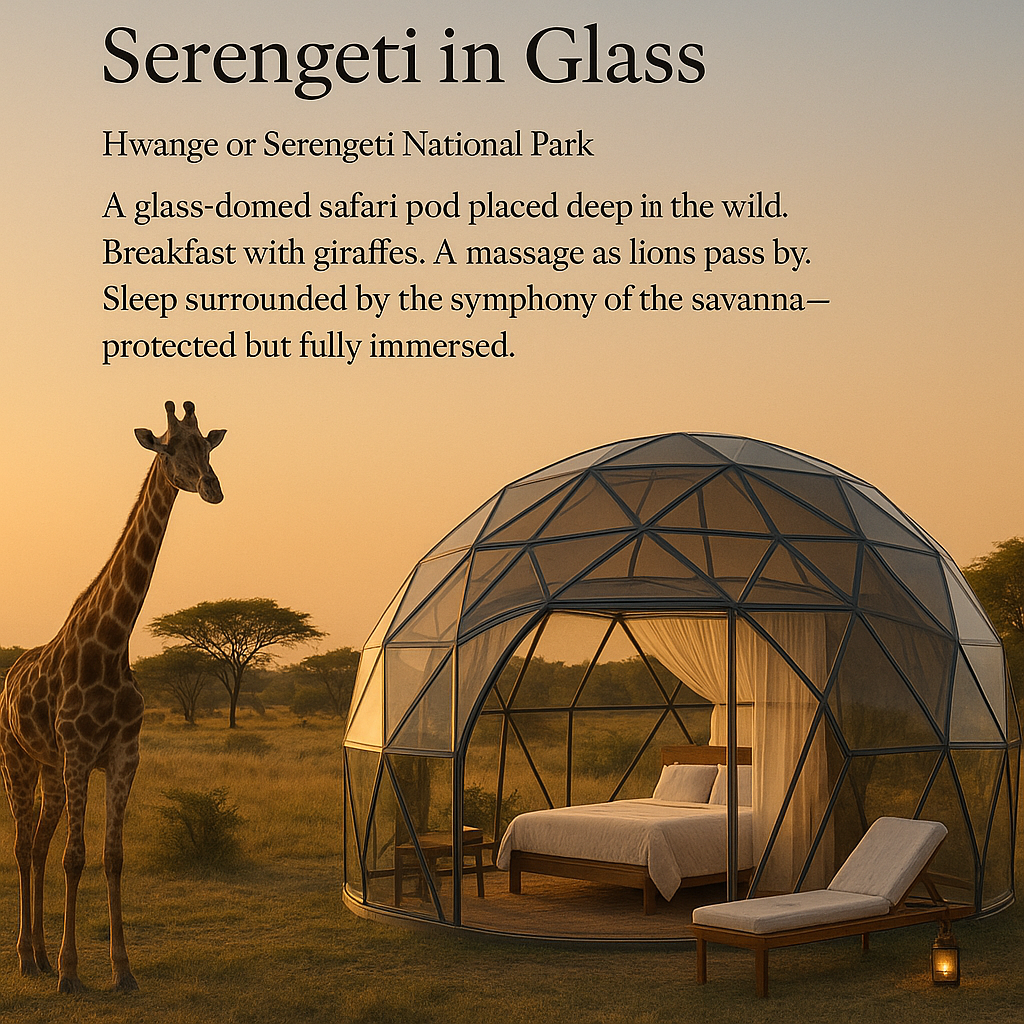 Serengeti in Glass
Hwange or Serengeti National Park
A glass-domed safari pod placed deep in the wild.
Breakfast with giraffes. A massage as lions pass by.
Sleep surrounded by the symphony of the savanna—
protected but fully immersed.